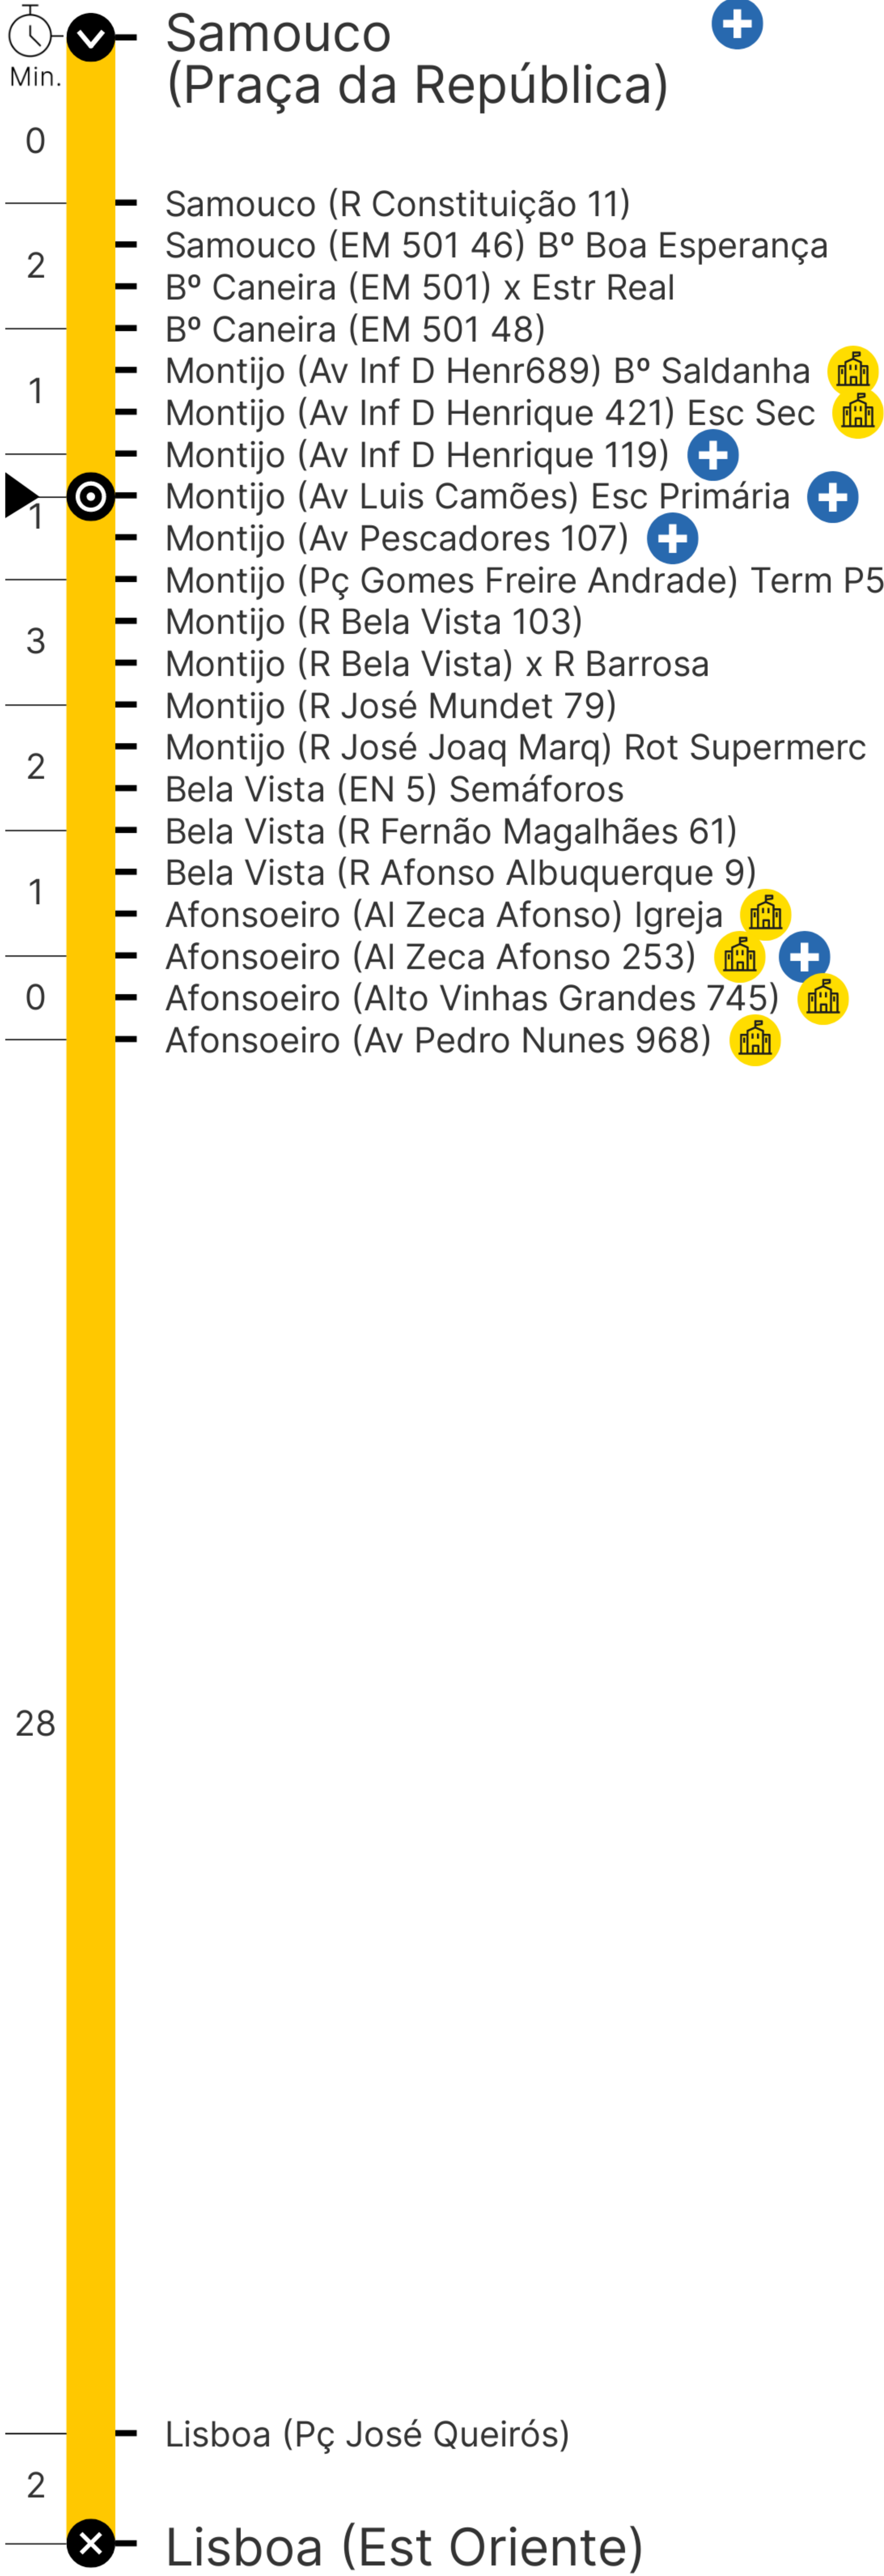 Samouco
(Praça da República)
Min.
0
Samouco (R Constituição 11)
Samouco (EM 501 46) Bº Boa Esperança
2
Bº Caneira (EM 501) x Estr Real
Bº Caneira (EM 501 48)
Montijo (Av Inf D Henr689) Bº Saldanha
1
Montijo (Av Inf D Henrique 421) Esc Sec
Montijo (Av Inf D Henrique 119)
Montijo (Av Luis Camões) Esc Primária
1
Montijo (Av Pescadores 107)
Montijo (Pç Gomes Freire Andrade) Term P5
Montijo (R Bela Vista 103)
3
Montijo (R Bela Vista) x R Barrosa
Montijo (R José Mundet 79)
Montijo (R José Joaq Marq) Rot Supermerc
2
Bela Vista (EN 5) Semáforos
Bela Vista (R Fernão Magalhães 61)
Bela Vista (R Afonso Albuquerque 9)
1
Afonsoeiro (Al Zeca Afonso) Igreja
Afonsoeiro (Al Zeca Afonso 253)
0
Afonsoeiro (Alto Vinhas Grandes 745)
Afonsoeiro (Av Pedro Nunes 968)
28
Lisboa (Pç José Queirós)
2
Lisboa (Est Oriente)